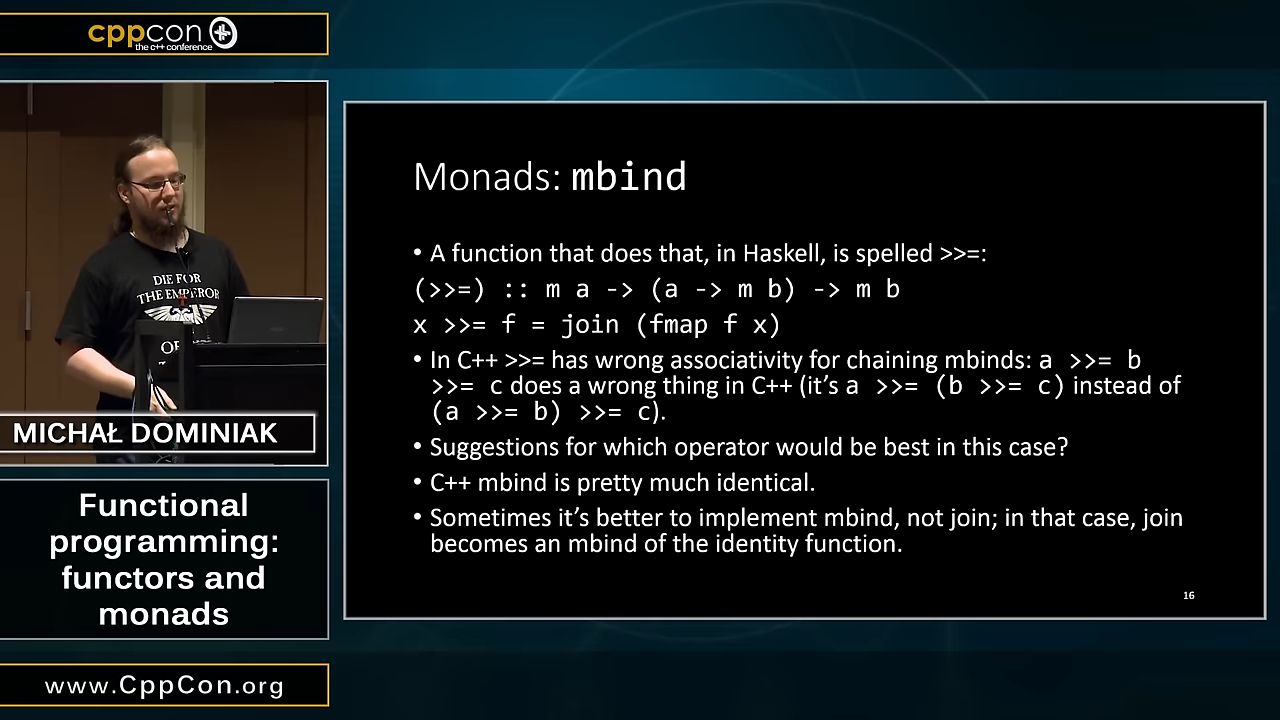 cppcon
the c++ conference
DIE FOR
THE EMPEROR
OR
MICHAŁ DOMINIAK
Functional
programming:
functors and
monads
www.CppCon.org
Monads: mbind
• A function that does that, in Haskell, is spelled >>=:
(>>=) :: m a -> (a -> m b) -> m b
x >>= f = join (fmap f x)
• In C++ >>= has wrong associativity for chaining mbinds: a >>= b
>>= c does a wrong thing in C++ (it’s a >>= (b >>= c) instead of
(a >>= b) >>= c).
• Suggestions for which operator would be best in this case?
• C++ mbind is pretty much identical.
• Sometimes it’s better to implement mbind, not join; in that case, join
becomes an mbind of the identity function.
16